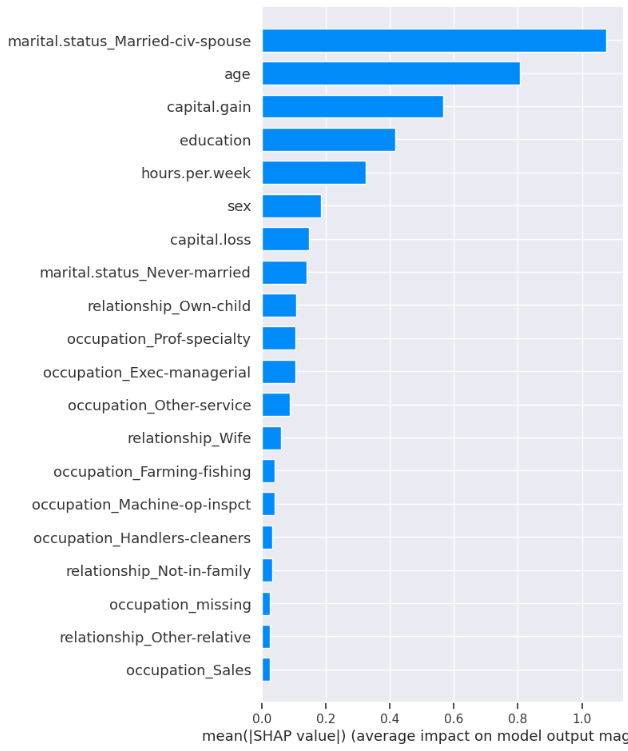 marital.status_Married-civ-spouse
age
capital.gain
education
hours.per.week
sex
capital.loss
marital.status_Never-married
relationship_Own-child
occupation_Prof-specialty
occupation_Exec-managerial
occupation_Other-service
relationship_Wife
occupation_Farming-fishing
occupation_Machine-op-inspct
occupation_Handlers-cleaners
relationship_Not-in-family
occupation_missing
relationship_Other-relative
occupation_Sales
0.0 0.2 0.4 0.6 0.8 1.0
mean(|SHAP value|) (average impact on model output mag